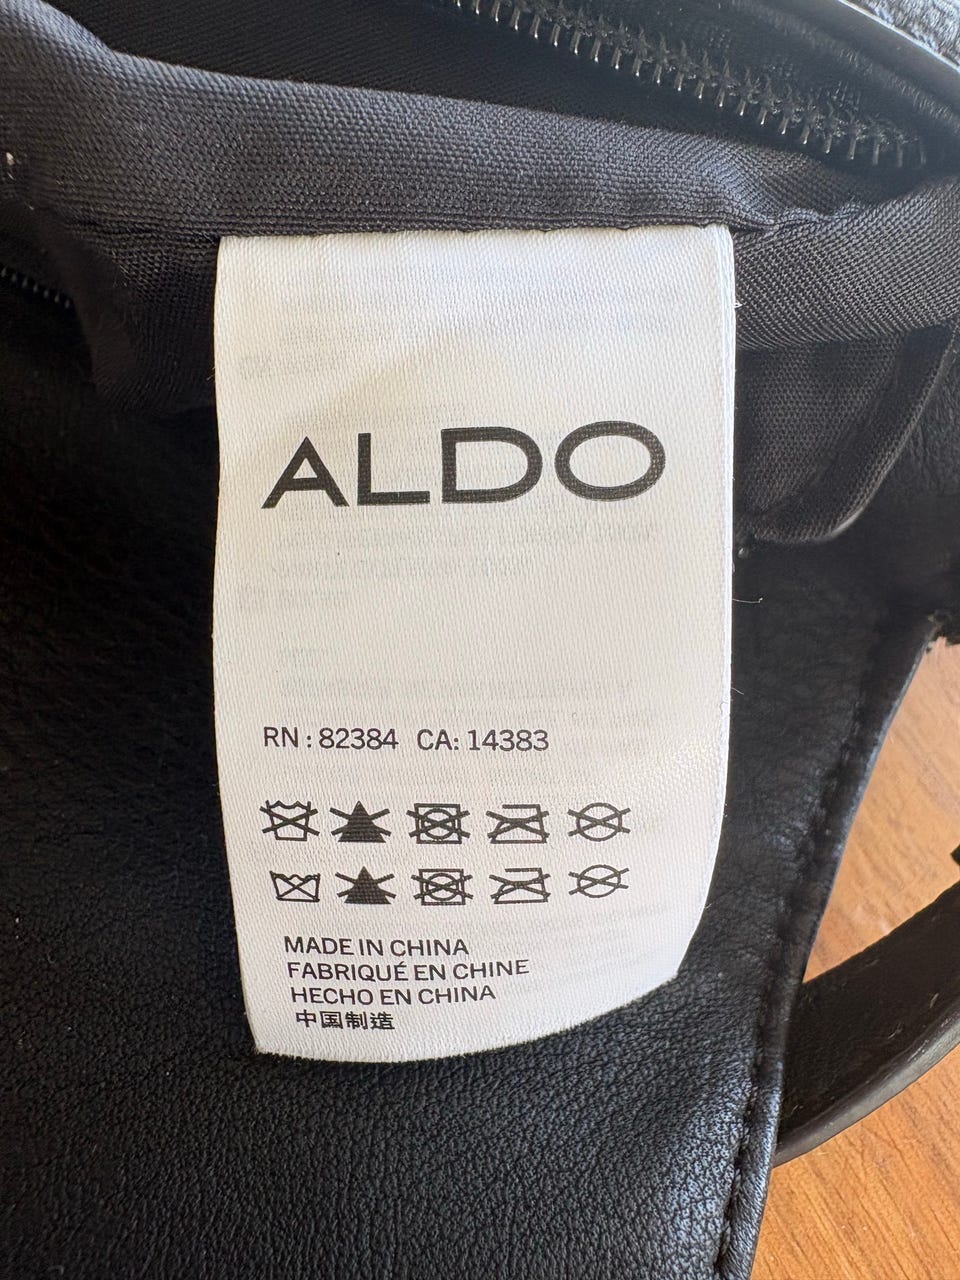 ALDO
RN : 82384 CA: 14383
MADE IN CHINA
FABRIQUÉ EN CHINE
HECHO EN CHINA
中国制造